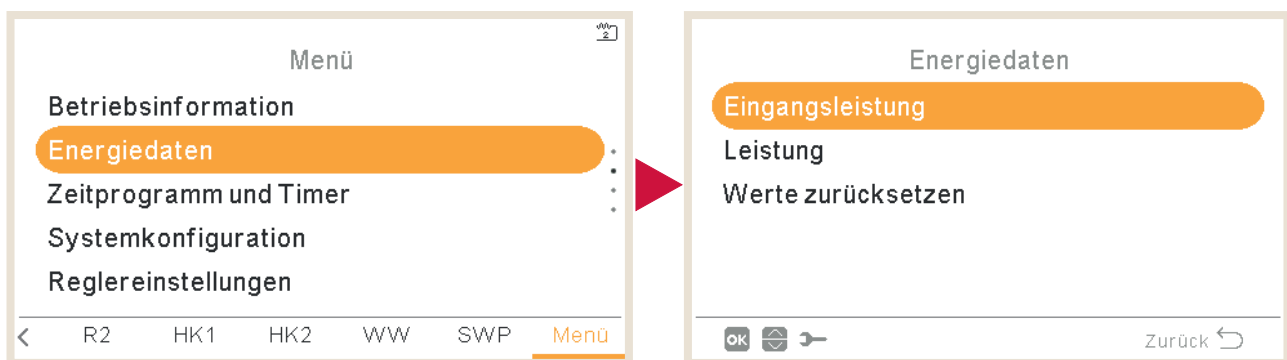 2
Menü
Betriebsinformation
Energiedaten
Zeitprogramm und Timer
Systemkonfiguration
Reglereinstellungen
< R2 HK1 HK2 WW SWP Menü
Energiedaten
Eingangsleistung
Leistung
Werte zurücksetzen
OK Zurück